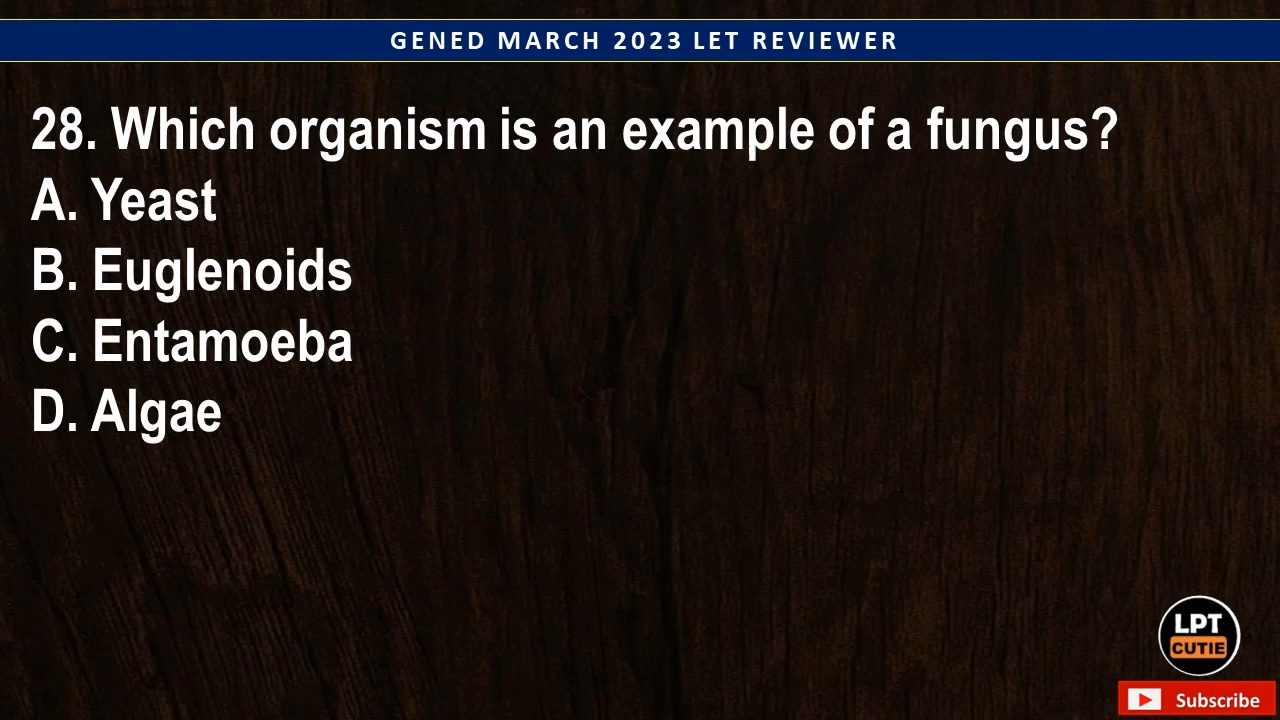 GENED MARCH 2023 LET REVIEWER
28. Which organism is an example of a fungus?
A. Yeast
B. Euglenoids
C. Entamoeba
D. Algae
LPT
CUTIE
Subscribe